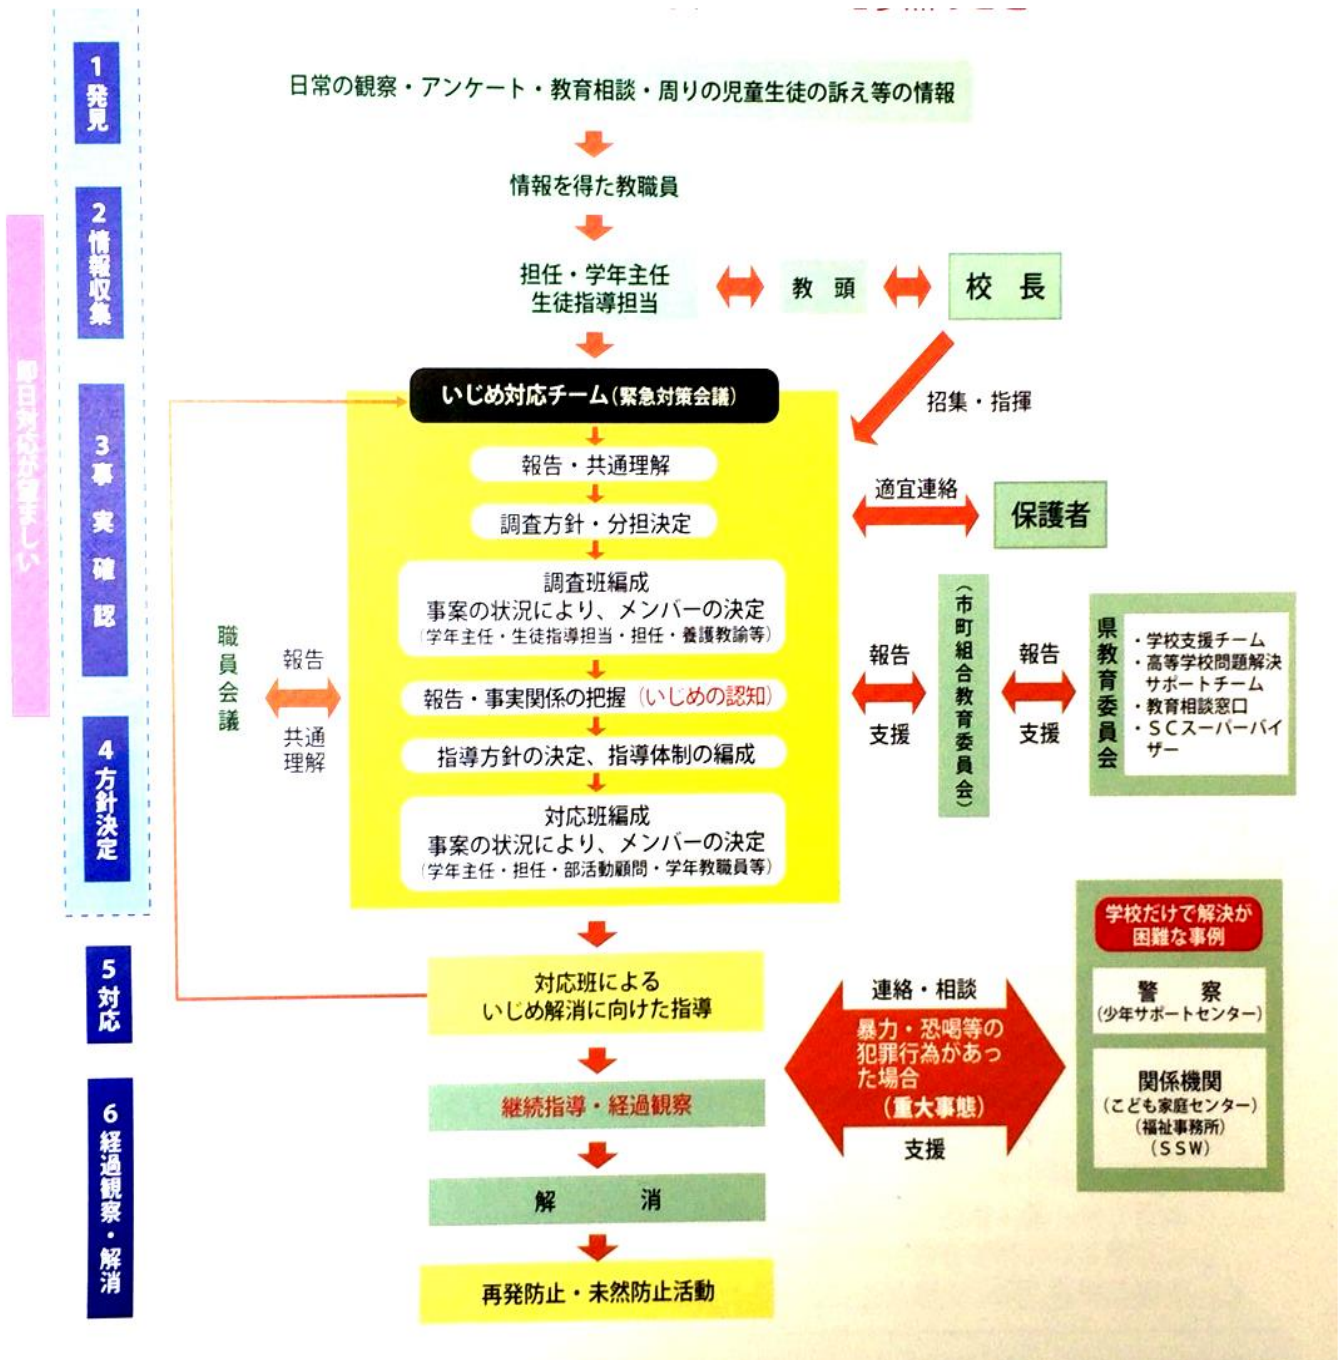 1 発見
2 情報収集
3 事実確認
4 方針決定
5 対応
6 経過観察・解消
即日対応が望ましい
日常の観察・アンケート・教育相談・周りの児童生徒の訴え等の情報
情報を得た教職員
担任・学年主任
生徒指導担当
教 頭
校 長
招集・指揮
いじめ対応チーム(緊急対策会議)
報告・共通理解
調査方針・分担決定
調査班編成
事案の状況により、メンバーの決定
(学年主任・生徒指導担当・担任・養護教諭等)
報告・事実関係の把握(いじめの認知)
指導方針の決定、指導体制の編成
対応班編成
事案の状況により、メンバーの決定
(学年主任・担任・部活動顧問・学年教職員等)
職員会議
報告
共通
理解
適宜連絡
保護者
報告
支援
(市町組合教育委員会)
報告
支援
県教育委員会
・学校支援チーム
・高等学校問題解決
サポートチーム
・教育相談窓口
・SCスーパーバイ
ザー
対応班による
いじめ解消に向けた指導
継続指導・経過観察
解 消
再発防止・未然防止活動
連絡・相談
暴力・恐喝等の
犯罪行為があっ
た場合
(重大事態)
支援
学校だけで解決が
困難な事例
警 察
(少年サポートセンター)
関係機関
(こども家庭センター)
(福祉事務所)
(SSW)